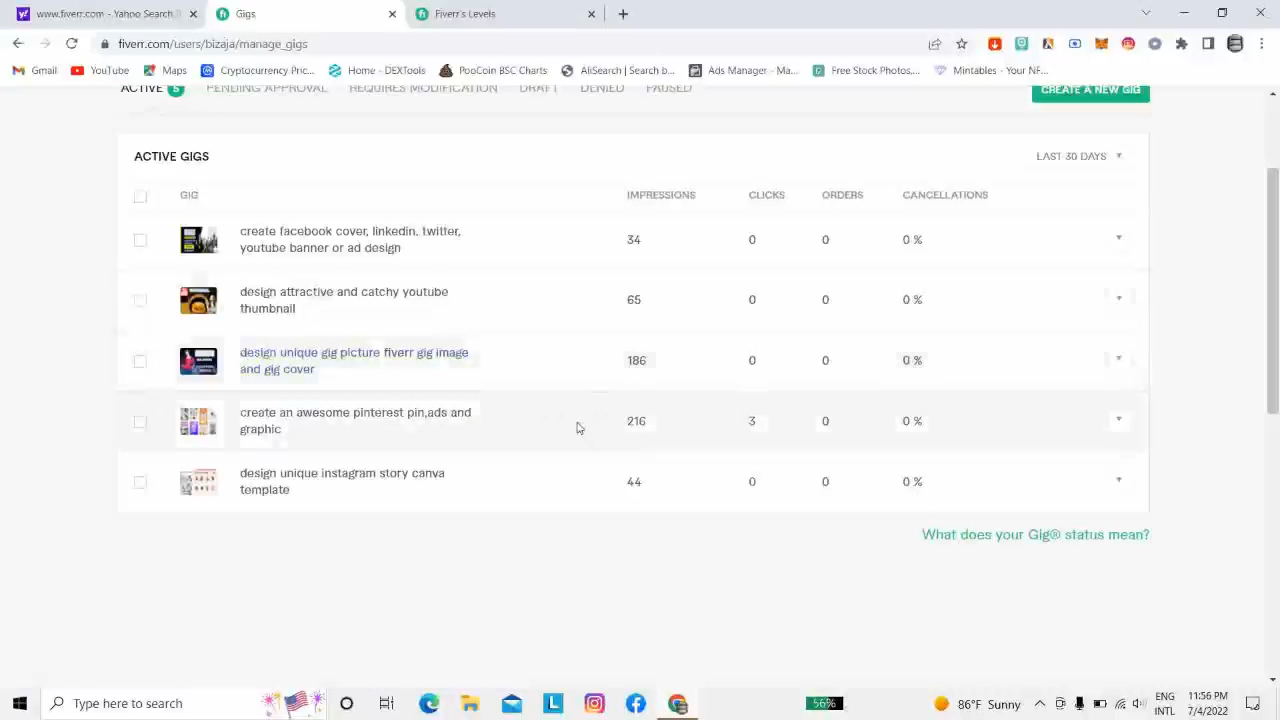 www.fiverr.com - Yahoo Search
Gigs
Fiverr's Levels
fiverr.com/users/bizaja/manage_gigs
Gmail
YouTube
Maps
Cryptocurrency Pric...
Home - DEXTools
PooCoin BSC Charts
AliSearch | Search b...
Ads Manager - Ma...
Free Stock Photos,...
Mintables - Your NF...
ACTIVE 5 PENDING APPROVAL REQUIRES MODIFICATION DRAFT DENIED PAUSED
CREATE A NEW GIG
ACTIVE GIGS
LAST 30 DAYS
GIG IMPRESSIONS CLICKS ORDERS CANCELLATIONS
create facebook cover, linkedin, twitter,
youtube banner or ad design
34 0 0 0 %
design attractive and catchy youtube
thumbnail
65 0 0 0 %
design unique gig picture fiverr gig image
and gig cover
186 0 0 0 %
create an awesome pinterest pin,ads and
graphic
216 3 0 0 %
design unique instagram story canva
template
44 0 0 0 %
What does your Gig® status mean?
Type here to search
L
56%
86°F Sunny
ENG
INTL
11:56 PM
7/4/2022